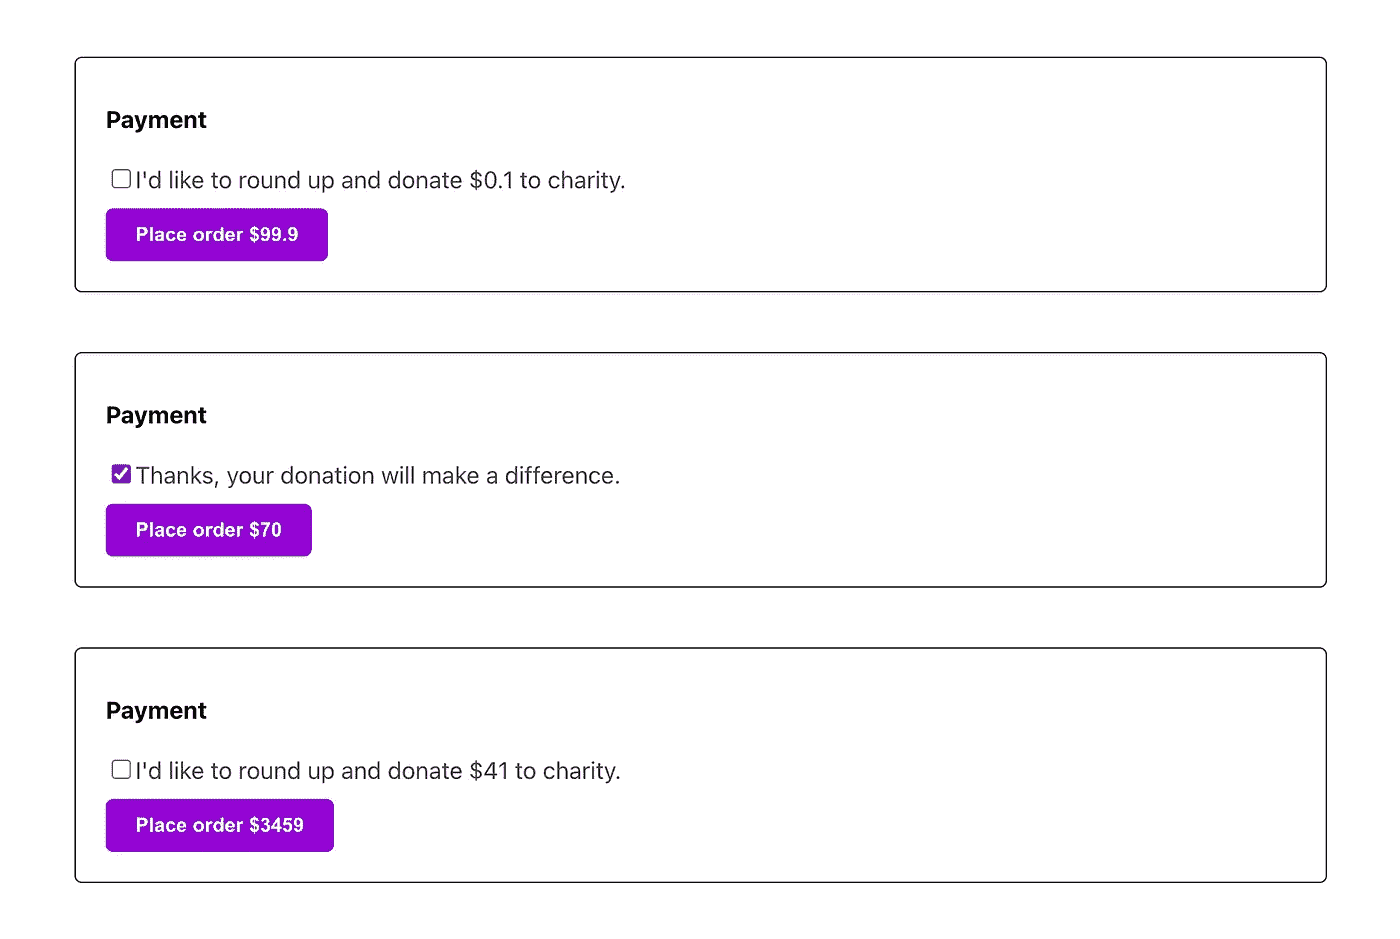 Payment
I'd like to round up and donate $0.1 to charity.
Place order $99.9
Payment
Thanks, your donation will make a difference.
Place order $70
Payment
I'd like to round up and donate $41 to charity.
Place order $3459